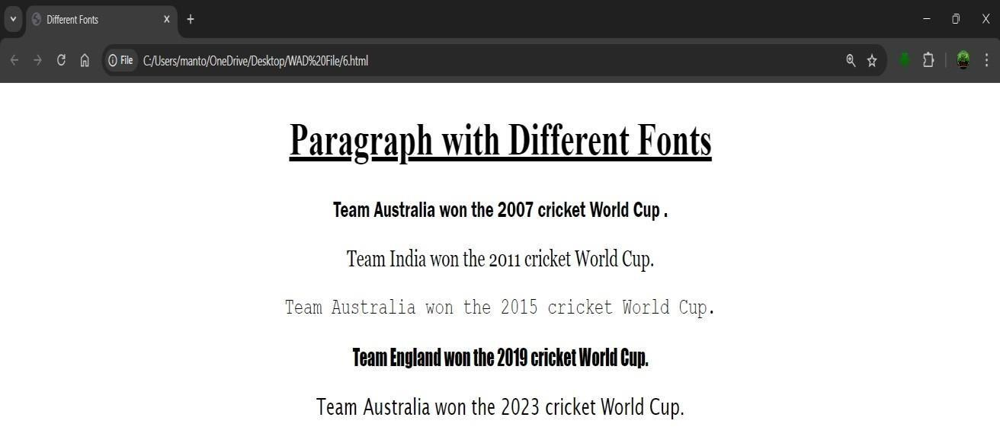 Different Fonts
File C:/Users/manto/OneDrive/Desktop/WAD%20File/6.html
Paragraph with Different Fonts
Team Australia won the 2007 cricket World Cup .
Team India won the 2011 cricket World Cup.
Team Australia won the 2015 cricket World Cup.
Team England won the 2019 cricket World Cup.
Team Australia won the 2023 cricket World Cup.